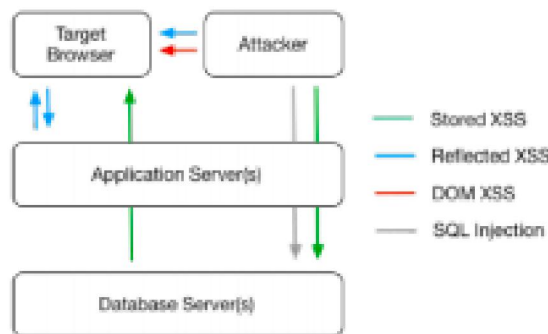 Target
Browser
Attacker
Application Server(s)
Database Server(s)
Stored XSS
Reflected XSS
DOM XSS
SQL Injection